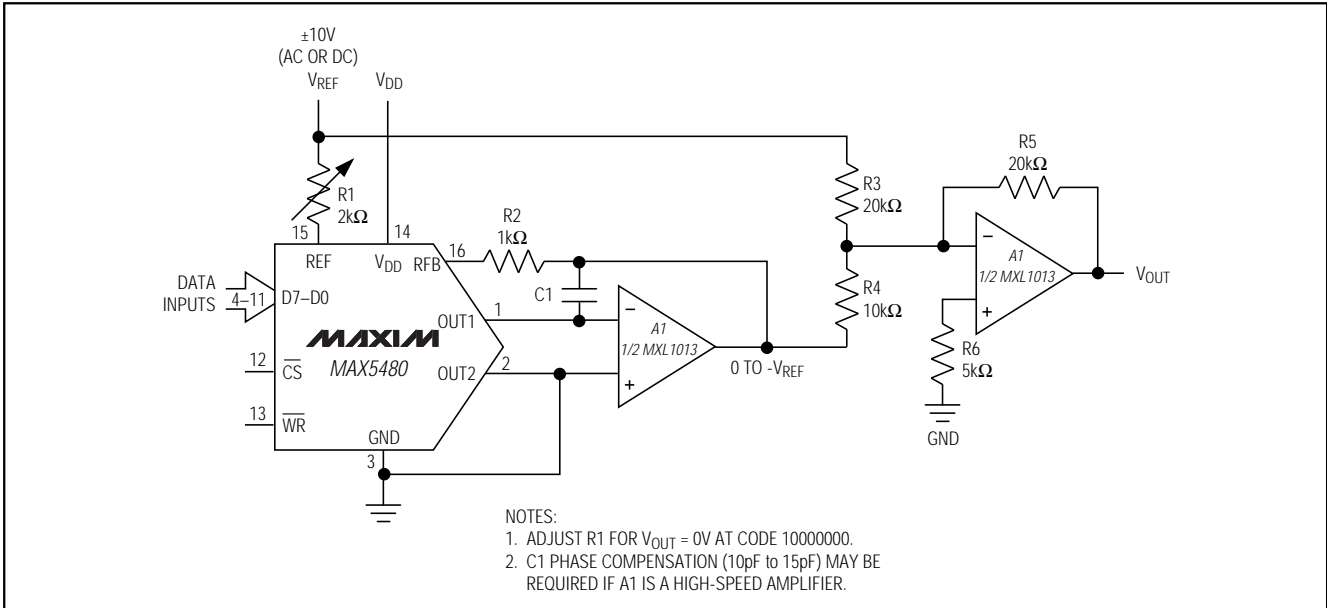 ±10V
(AC OR DC)
VREF
VDD
R1
2kΩ
15
14
REF
VDD
RFB
16
R2
1kΩ
C1
DATA
INPUTS
4–11
D7–D0
MAXIM
MAX5480
OUT1
1
OUT2
2
12
CS
13
WR
GND
3
A1
1/2 MXL1013
0 TO -VREF
R3
20kΩ
R4
10kΩ
R5
20kΩ
A1
1/2 MXL1013
VOUT
R6
5kΩ
GND
NOTES:
1. ADJUST R1 FOR VOUT = 0V AT CODE 10000000.
2. C1 PHASE COMPENSATION (10pF to 15pF) MAY BE
REQUIRED IF A1 IS A HIGH-SPEED AMPLIFIER.